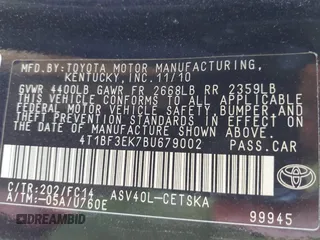 MFD.BY:TOYOTA MOTOR MANUFACTURING,
KENTUCKY, INC. 11/10
GVWR 4400LB GAWR FR 2668LB RR 2359LB
THIS VEHICLE CONFORMS TO ALL APPLICABLE
FEDERAL MOTOR VEHICLE SAFETY, BUMPER AND
THEFT PREVENTION STANDARDS IN EFFECT ON
THE DATE OF MANUFACTURE SHOWN ABOVE.
4T1BF3EK7BU679002 PASS.CAR
C/TR:202/FC14 ASV40L-CETSKA
A/TM:-05A/U760E
TOYOTA
99945
© DREAMBID